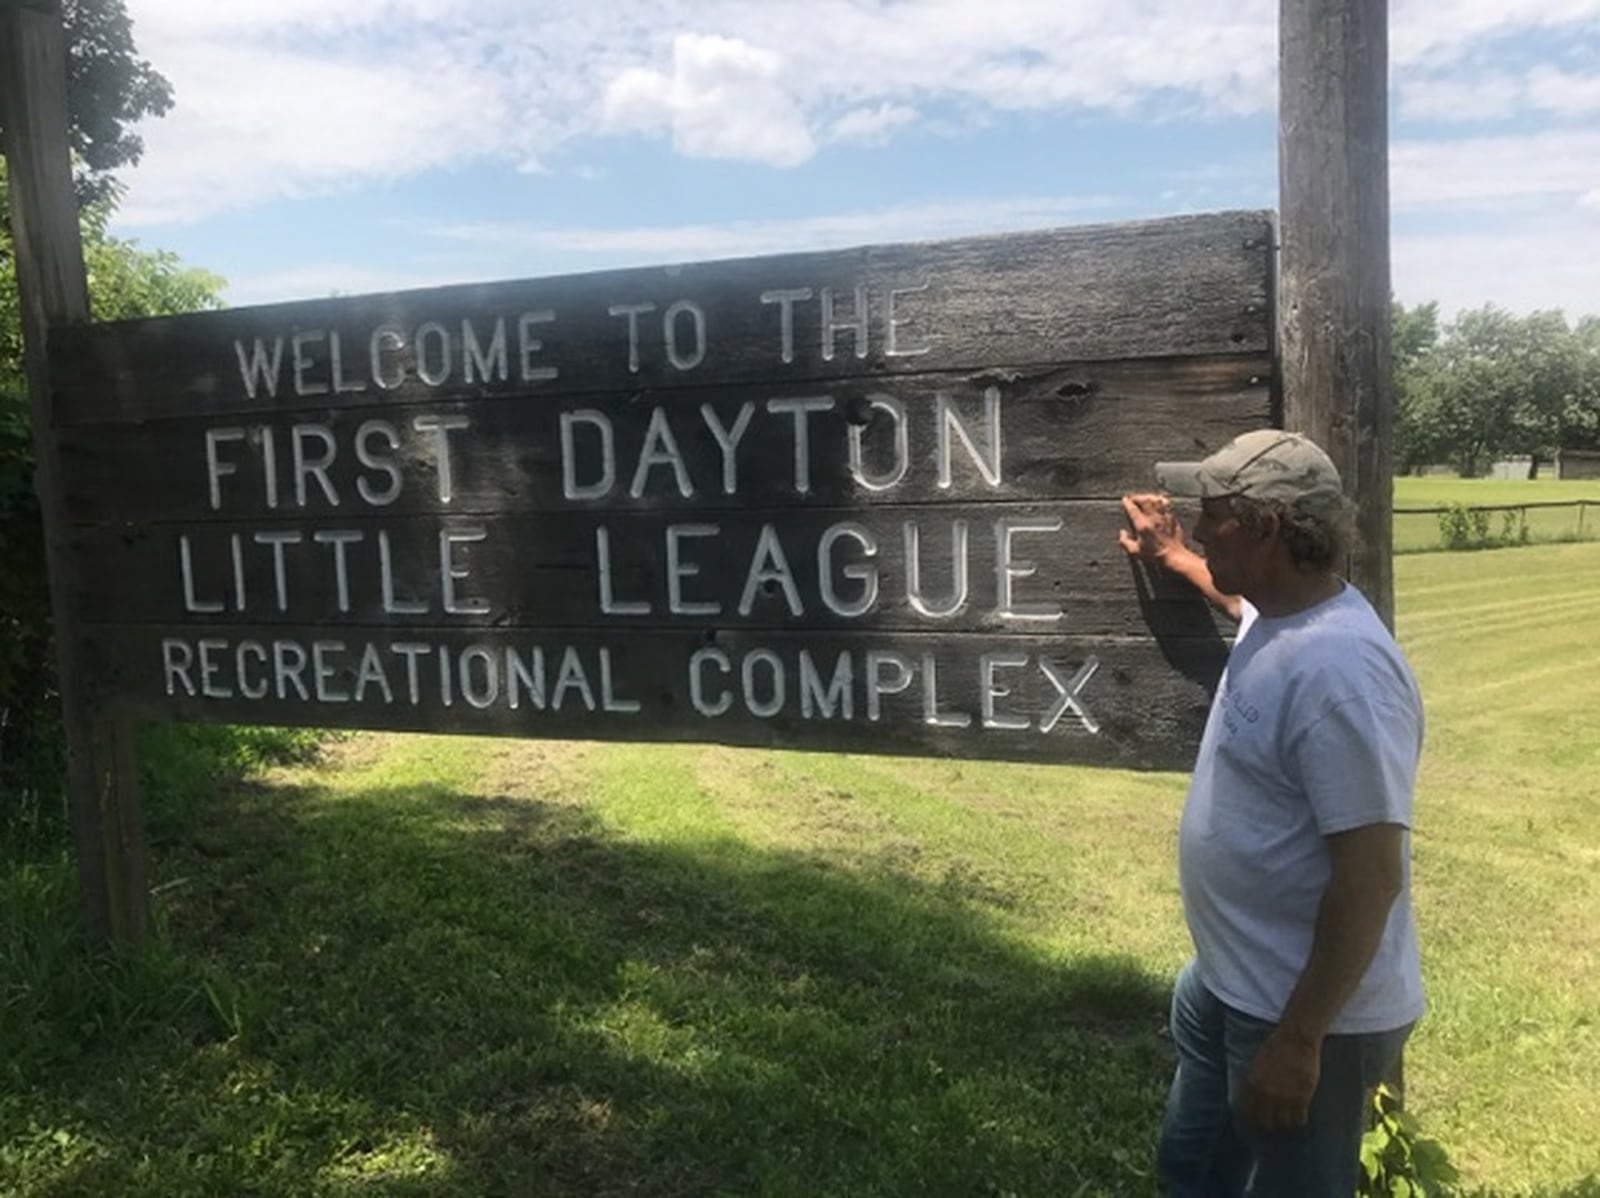 WELCOME TO THE
FIRST DAYTON
LITTLE LEAGUE
RECREATIONAL COMPLEX